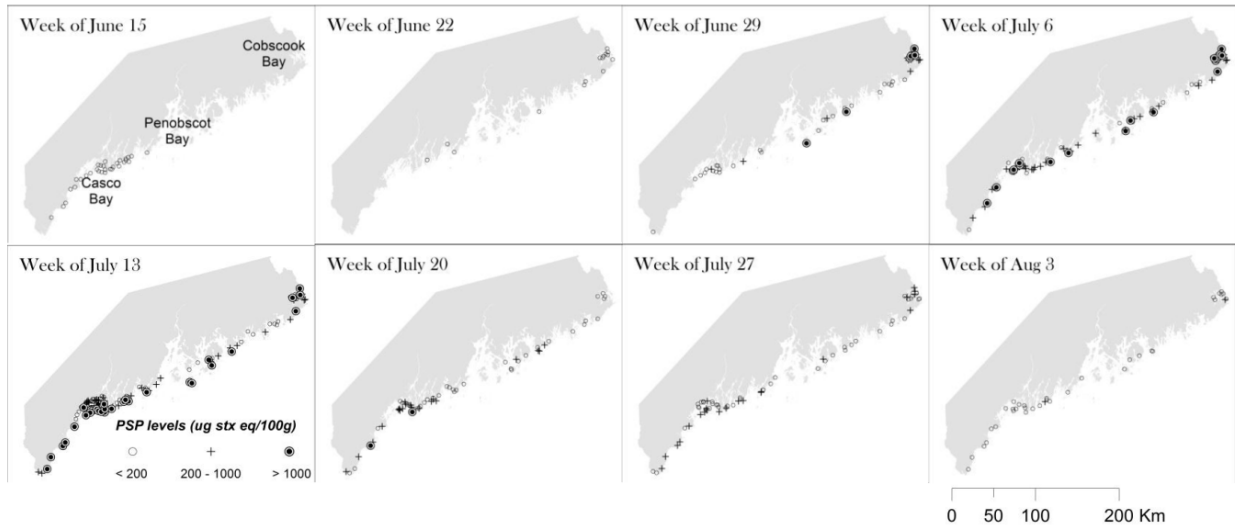 Week of June 15
Cobscook
Bay
Penobscot
Bay
Casco
Bay
Week of June 22
Week of June 29
Week of July 6
Week of July 13
PSP levels (ug stx eq/100g)
< 200 200 - 1000 > 1000
Week of July 20
Week of July 27
Week of Aug 3
0 50 100 200 Km